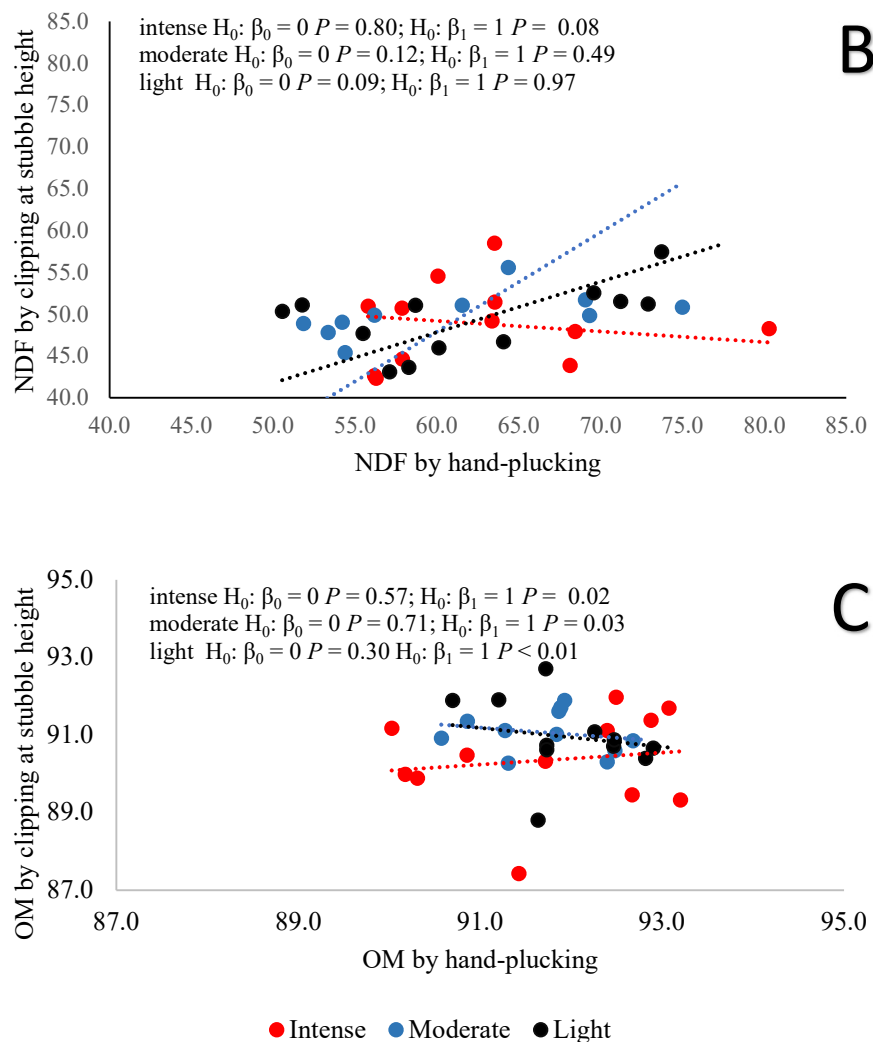 B
intense H₀: β₀ = 0 P = 0.80; H₀: β₁ = 1 P = 0.08
moderate H₀: β₀ = 0 P = 0.12; H₀: β₁ = 1 P = 0.49
light H₀: β₀ = 0 P = 0.09; H₀: β₁ = 1 P = 0.97
NDF by clipping at stubble height
85.0
80.0
75.0
70.0
65.0
60.0
55.0
50.0
45.0
40.0
40.0 45.0 50.0 55.0 60.0 65.0 70.0 75.0 80.0 85.0
NDF by hand-plucking
C
intense H₀: β₀ = 0 P = 0.57; H₀: β₁ = 1 P = 0.02
moderate H₀: β₀ = 0 P = 0.71; H₀: β₁ = 1 P = 0.03
light H₀: β₀ = 0 P = 0.30 H₀: β₁ = 1 P < 0.01
OM by clipping at stubble height
95.0
93.0
91.0
89.0
87.0
87.0 89.0 91.0 93.0 95.0
OM by hand-plucking
Intense Moderate Light